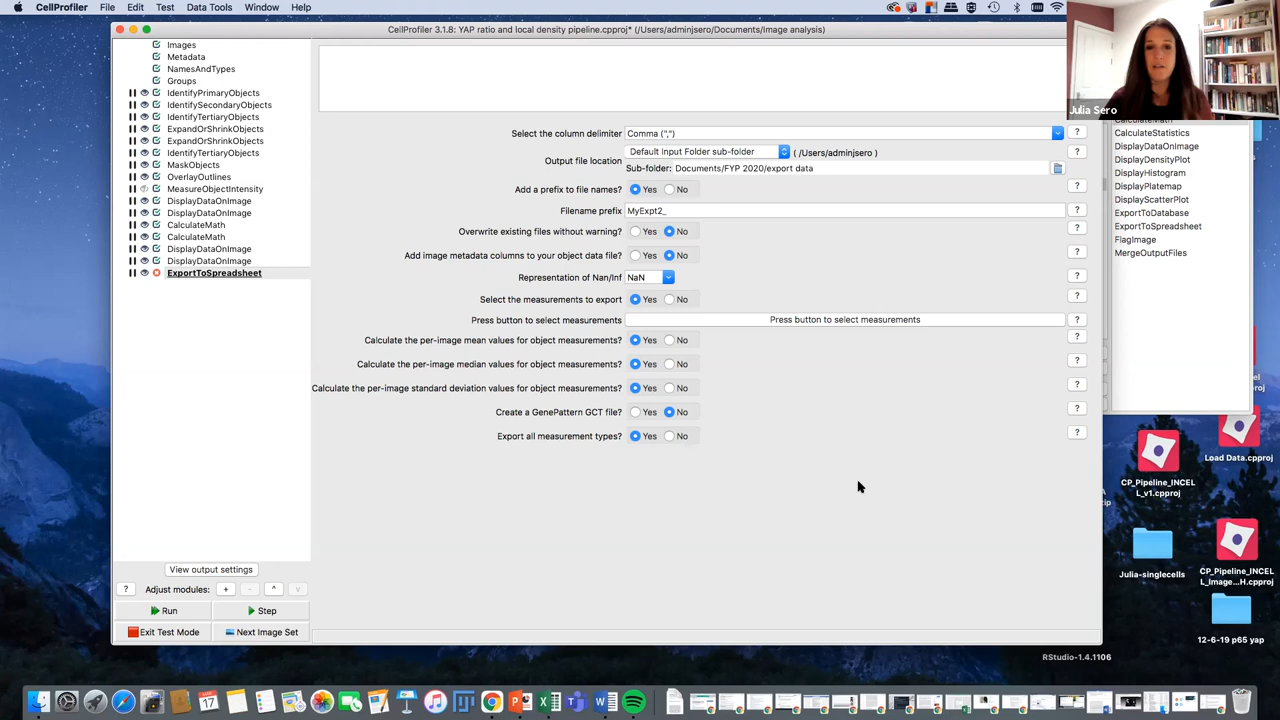 CellProfiler File Edit Test Data Tools Window Help
CellProfiler 3.1.8: YAP ratio and local density pipeline.cpproj* (/Users/adminjsero/Documents/Image analysis)
Images
Metadata
NamesAndTypes
Groups
IdentifyPrimaryObjects
IdentifySecondaryObjects
IdentifyTertiaryObjects
ExpandOrShrinkObjects
ExpandOrShrinkObjects
IdentifyTertiaryObjects
MaskObjects
OverlayOutlines
MeasureObjectIntensity
DisplayDataOnImage
DisplayDataOnImage
CalculateMath
CalculateMath
DisplayDataOnImage
DisplayDataOnImage
ExportToSpreadsheet
View output settings
? Adjust modules: + - ^ v
Run Step
Exit Test Mode Next Image Set
Select the column delimiter Comma (",") ?
Output file location Default Input Folder sub-folder ( /Users/adminjsero ) ?
Sub-folder: Documents/FYP 2020/export data
Add a prefix to file names? Yes No ?
Filename prefix MyExpt2_ ?
Overwrite existing files without warning? Yes No ?
Add image metadata columns to your object data file? Yes No ?
Representation of Nan/Inf NaN ?
Select the measurements to export Yes No ?
Press button to select measurements Press button to select measurements ?
Calculate the per-image mean values for object measurements? Yes No ?
Calculate the per-image median values for object measurements? Yes No ?
Calculate the per-image standard deviation values for object measurements? Yes No ?
Create a GenePattern GCT file? Yes No ?
Export all measurement types? Yes No ?
Julia Sero
CalculateMath
CalculateStatistics
DisplayDataOnImage
DisplayDensityPlot
DisplayHistogram
DisplayPlatemap
DisplayScatterPlot
ExportToDatabase
ExportToSpreadsheet
FlagImage
MergeOutputFiles
Load Data.cpproj
CP_Pipeline_INCEL
L_v1.cpproj
Julia-singlecells
CP_Pipeline_INCEL
L_Image...H.cpproj
12-6-19 p65 yap
RStudio-1.4.1106
MAR
17